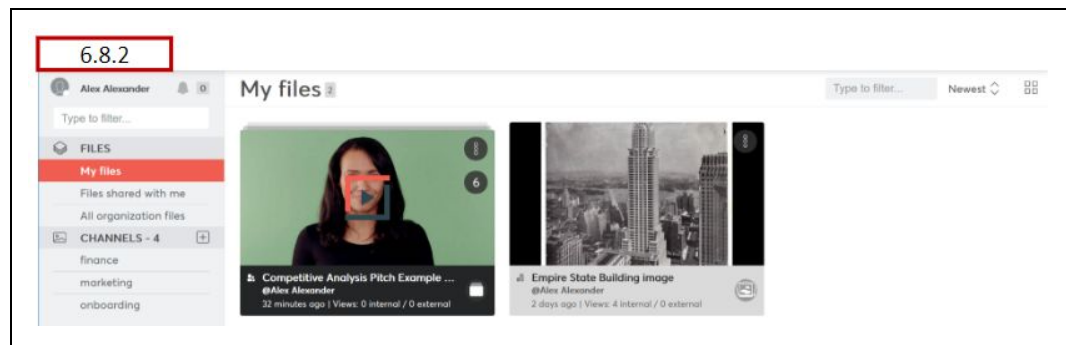 6.8.2
Alex Alexander 0
Type to filter...
FILES
My files
Files shared with me
All organization files
CHANNELS - 4
finance
marketing
onboarding
My files 2
Type to filter...
Newest
6
Competitive Analysis Pitch Example ...
@Alex Alexander
32 minutes ago | Views: 0 internal / 0 external
Empire State Building image
@Alex Alexander
2 days ago | Views: 4 internal / 0 external